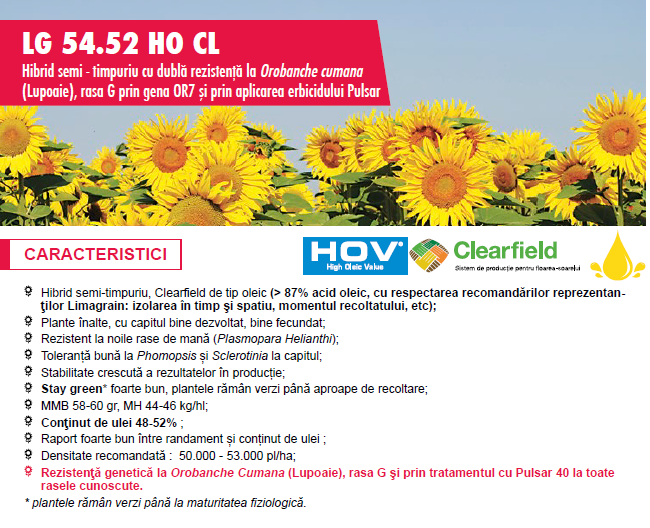 LG 54.52 HO CL
Hibrid semi - timpuriu cu dublă rezistență la Orobanche cumana
(Lupoaie), rasa G prin gena OR7 și prin aplicarea erbicidului Pulsar
CARACTERISTICI
HOV®
High Oleic Value
Clearfield
Sistem de producție pentru floarea-soarelui
Hibrid semi-timpuriu, Clearfield de tip oleic (> 87% acid oleic, cu respectarea recomandărilor reprezentan-
ţilor Limagrain: izolarea în timp şi spatiu, momentul recoltatului, etc);
Plante înalte, cu capitul bine dezvoltat, bine fecundat;
Rezistent la noile rase de mană (Plasmopara Helianthi);
Toleranță bună la Phomopsis și Sclerotinia la capitul;
Stabilitate crescută a rezultatelor în producție;
Stay green* foarte bun, plantele rămân verzi până aproape de recoltare;
MMB 58-60 gr, MH 44-46 kg/hl;
Conţinut de ulei 48-52% ;
Raport foarte bun între randament și conținut de ulei ;
Densitate recomandată : 50.000 - 53.000 pl/ha;
Rezistenţă genetică la Orobanche Cumana (Lupoaie), rasa G şi prin tratamentul cu Pulsar 40 la toate
rasele cunoscute.
* plantele rămân verzi până la maturitatea fiziologică.